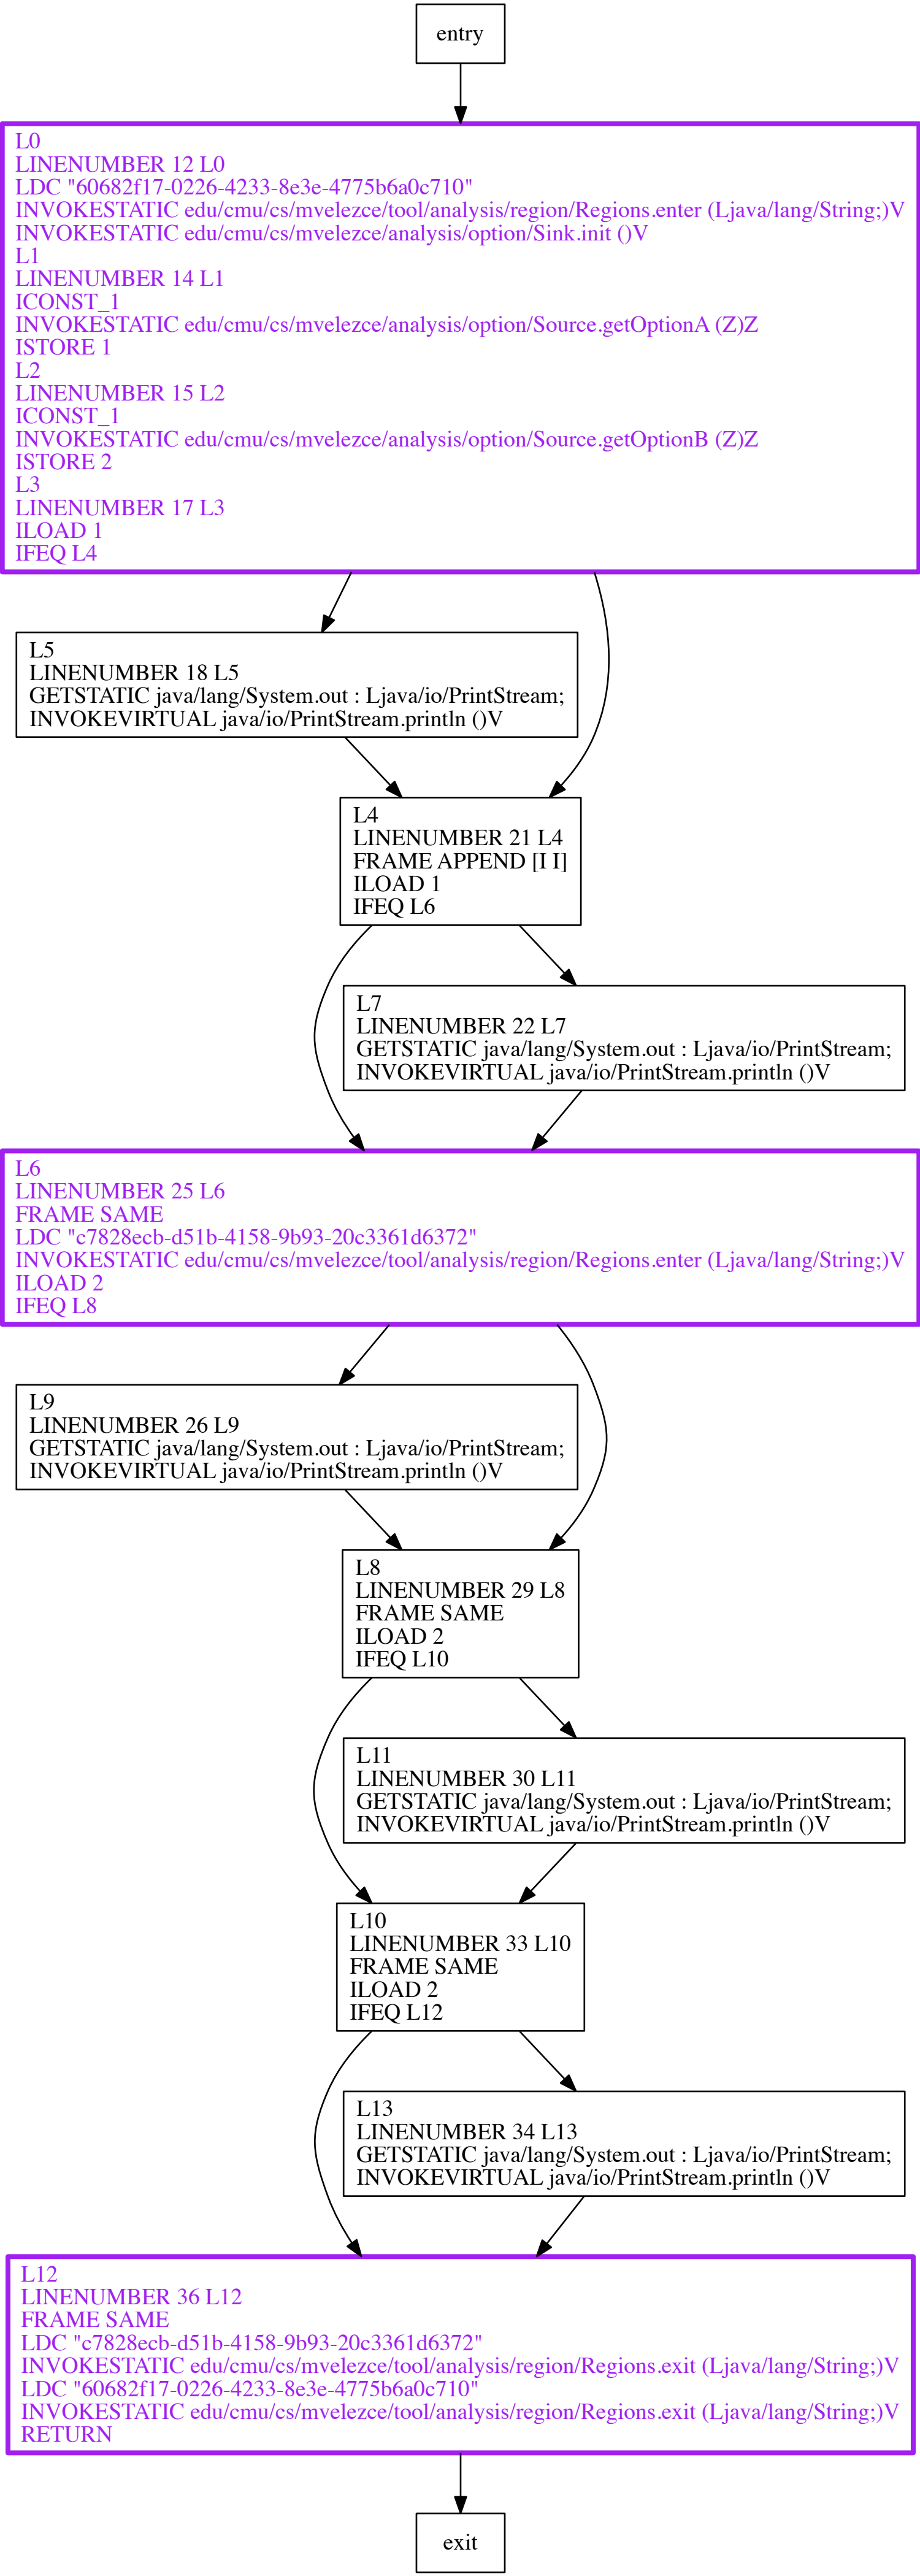 entry
L0
LINENUMBER 12 L0
LDC "60682f17-0226-4233-8e3e-4775b6a0c710"
INVOKESTATIC edu/cmu/cs/mvelezce/tool/analysis/region/Regions.enter (Ljava/lang/String;)V
INVOKESTATIC edu/cmu/cs/mvelezce/analysis/option/Sink.init ()V
L1
LINENUMBER 14 L1
ICONST_1
INVOKESTATIC edu/cmu/cs/mvelezce/analysis/option/Source.getOptionA (Z)Z
ISTORE 1
L2
LINENUMBER 15 L2
ICONST_1
INVOKESTATIC edu/cmu/cs/mvelezce/analysis/option/Source.getOptionB (Z)Z
ISTORE 2
L3
LINENUMBER 17 L3
ILOAD 1
IFEQ L4
L5
LINENUMBER 18 L5
GETSTATIC java/lang/System.out : Ljava/io/PrintStream;
INVOKEVIRTUAL java/io/PrintStream.println ()V
L4
LINENUMBER 21 L4
FRAME APPEND [I I]
ILOAD 1
IFEQ L6
L7
LINENUMBER 22 L7
GETSTATIC java/lang/System.out : Ljava/io/PrintStream;
INVOKEVIRTUAL java/io/PrintStream.println ()V
L6
LINENUMBER 25 L6
FRAME SAME
LDC "c7828ecb-d51b-4158-9b93-20c3361d6372"
INVOKESTATIC edu/cmu/cs/mvelezce/tool/analysis/region/Regions.enter (Ljava/lang/String;)V
ILOAD 2
IFEQ L8
L9
LINENUMBER 26 L9
GETSTATIC java/lang/System.out : Ljava/io/PrintStream;
INVOKEVIRTUAL java/io/PrintStream.println ()V
L8
LINENUMBER 29 L8
FRAME SAME
ILOAD 2
IFEQ L10
L11
LINENUMBER 30 L11
GETSTATIC java/lang/System.out : Ljava/io/PrintStream;
INVOKEVIRTUAL java/io/PrintStream.println ()V
L10
LINENUMBER 33 L10
FRAME SAME
ILOAD 2
IFEQ L12
L13
LINENUMBER 34 L13
GETSTATIC java/lang/System.out : Ljava/io/PrintStream;
INVOKEVIRTUAL java/io/PrintStream.println ()V
L12
LINENUMBER 36 L12
FRAME SAME
LDC "c7828ecb-d51b-4158-9b93-20c3361d6372"
INVOKESTATIC edu/cmu/cs/mvelezce/tool/analysis/region/Regions.exit (Ljava/lang/String;)V
LDC "60682f17-0226-4233-8e3e-4775b6a0c710"
INVOKESTATIC edu/cmu/cs/mvelezce/tool/analysis/region/Regions.exit (Ljava/lang/String;)V
RETURN
exit